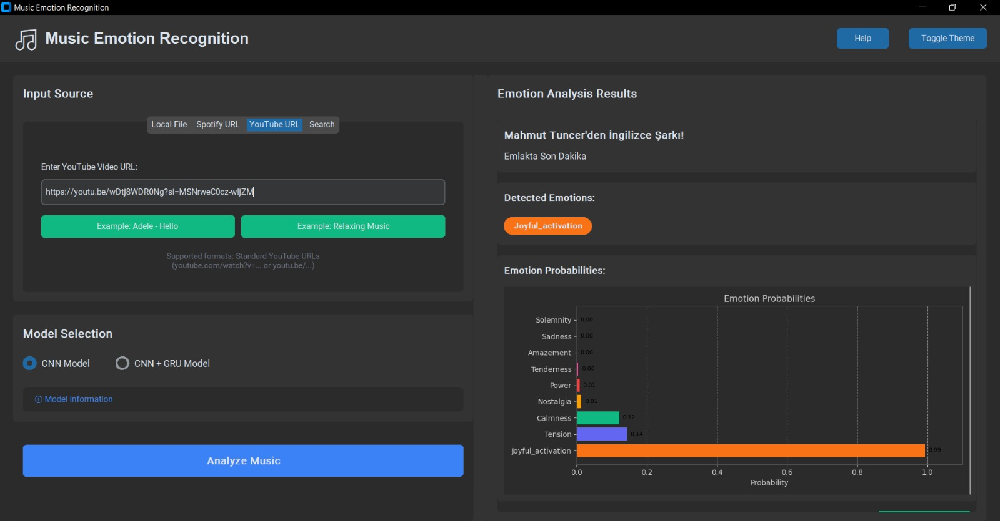 Music Emotion Recognition
Music Emotion Recognition
Help
Toggle Theme
Input Source
Local File
Spotify URL
YouTube URL
Search
Enter YouTube Video URL:
https://youtu.be/wDtj8WDR0Ng?si=MSNrweC0cz-wIjZM
Example: Adele - Hello
Example: Relaxing Music
Supported formats: Standard YouTube URLs
(youtube.com/watch?v=... or youtu.be/...)
Model Selection
CNN Model
CNN + GRU Model
ⓘ Model Information
Analyze Music
Emotion Analysis Results
Mahmut Tuncer'den İngilizce Şarkı!
Emlakta Son Dakika
Detected Emotions:
Joyful_activation
Emotion Probabilities:
Emotion Probabilities
Solemnity 0.00
Sadness 0.00
Amazement 0.00
Tenderness 0.00
Power 0.01
Nostalgia 0.01
Calmness 0.12
Tension 0.14
Joyful_activation 0.99
0.0 0.2 0.4 0.6 0.8 1.0
Probability